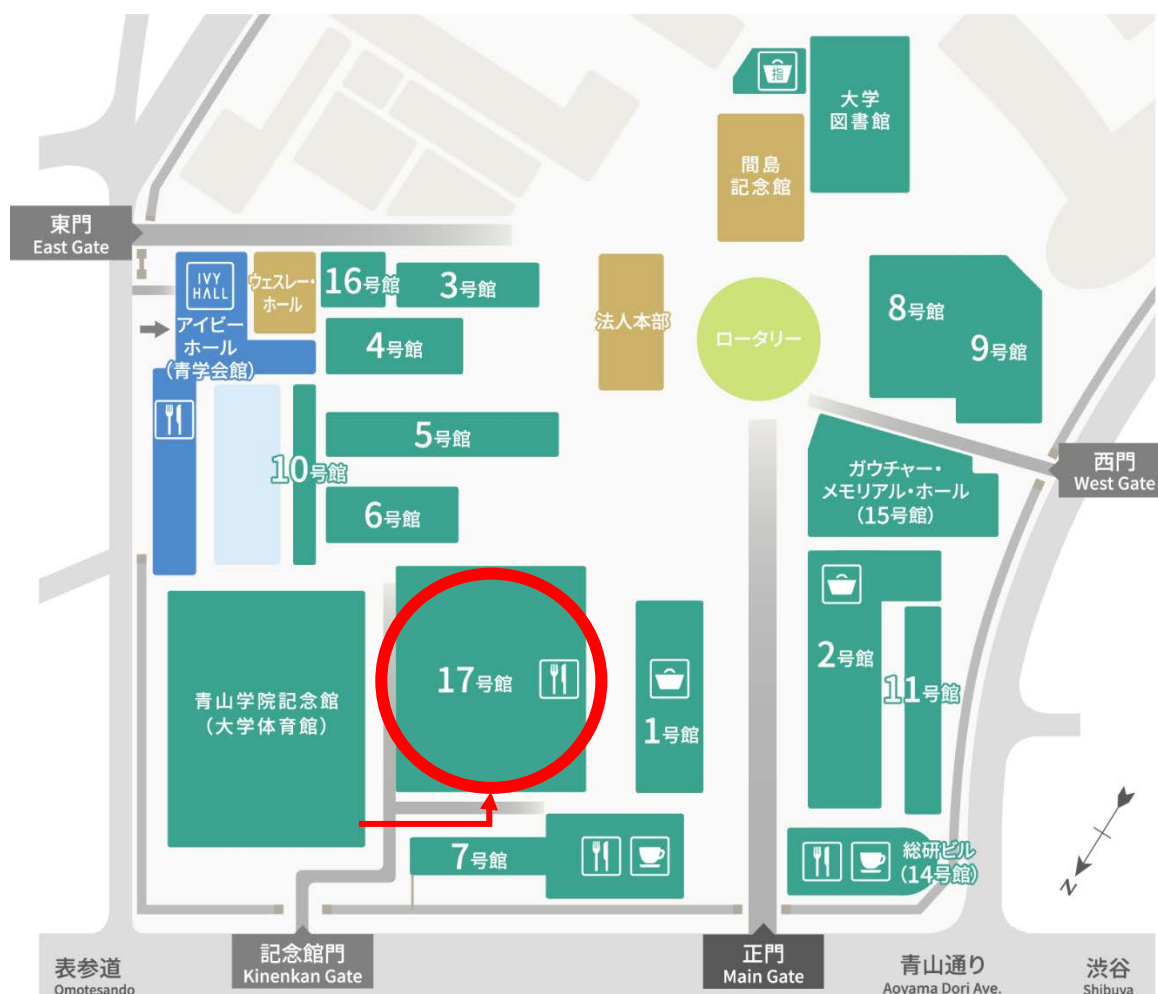 指
大学
図書館
間島
記念館
東門
East Gate
IVY
HALL
アイビー
ホール
(青学会館)
ウェスレー・
ホール
16号館
3号館
4号館
法人本部
ロータリー
8号館
9号館
5号館
10号館
6号館
ガウチャー・
メモリアル・ホール
(15号館)
西門
West Gate
青山学院記念館
(大学体育館)
17号館
1号館
2号館
11号館
7号館
総研ビル
(14号館)
N
表参道
Omotesando
記念館門
Kinenkan Gate
正門
Main Gate
青山通り
Aoyama Dori Ave.
渋谷
Shibuya